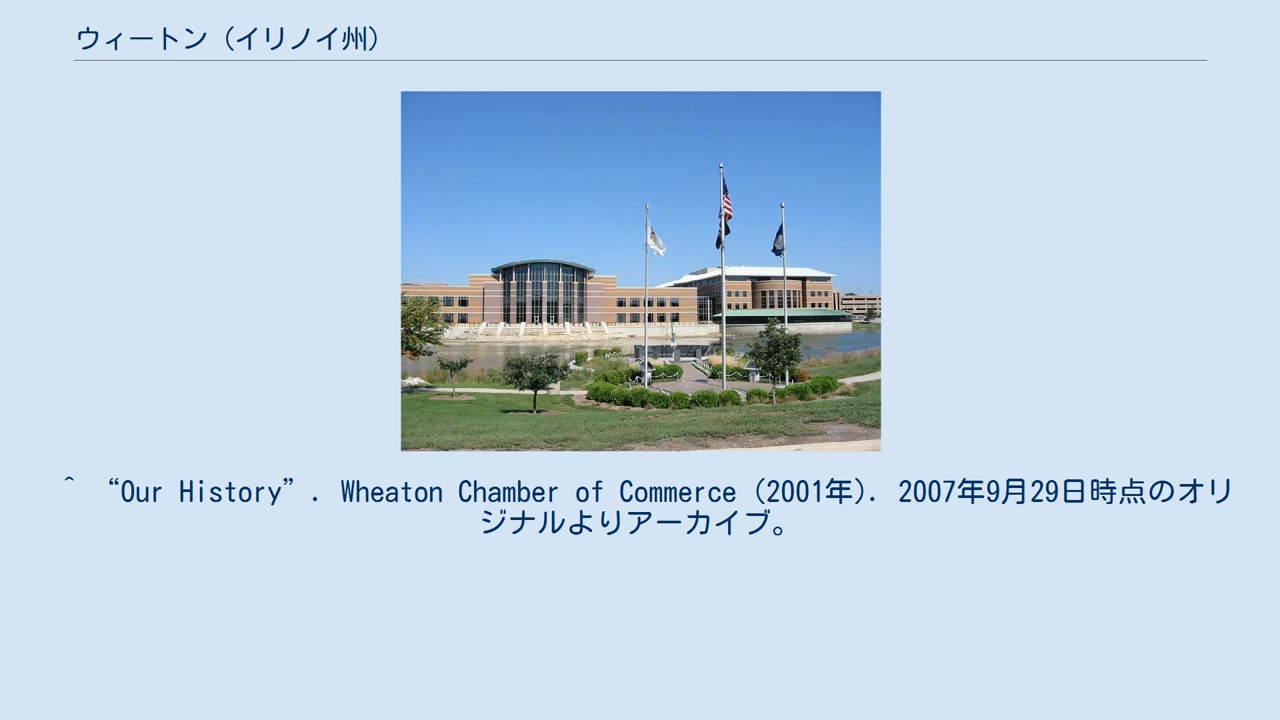 ウィートン（イリノイ州）
^ “Our History”. Wheaton Chamber of Commerce (2001年). 2007年9月29日時点のオリ
ジナルよりアーカイブ。